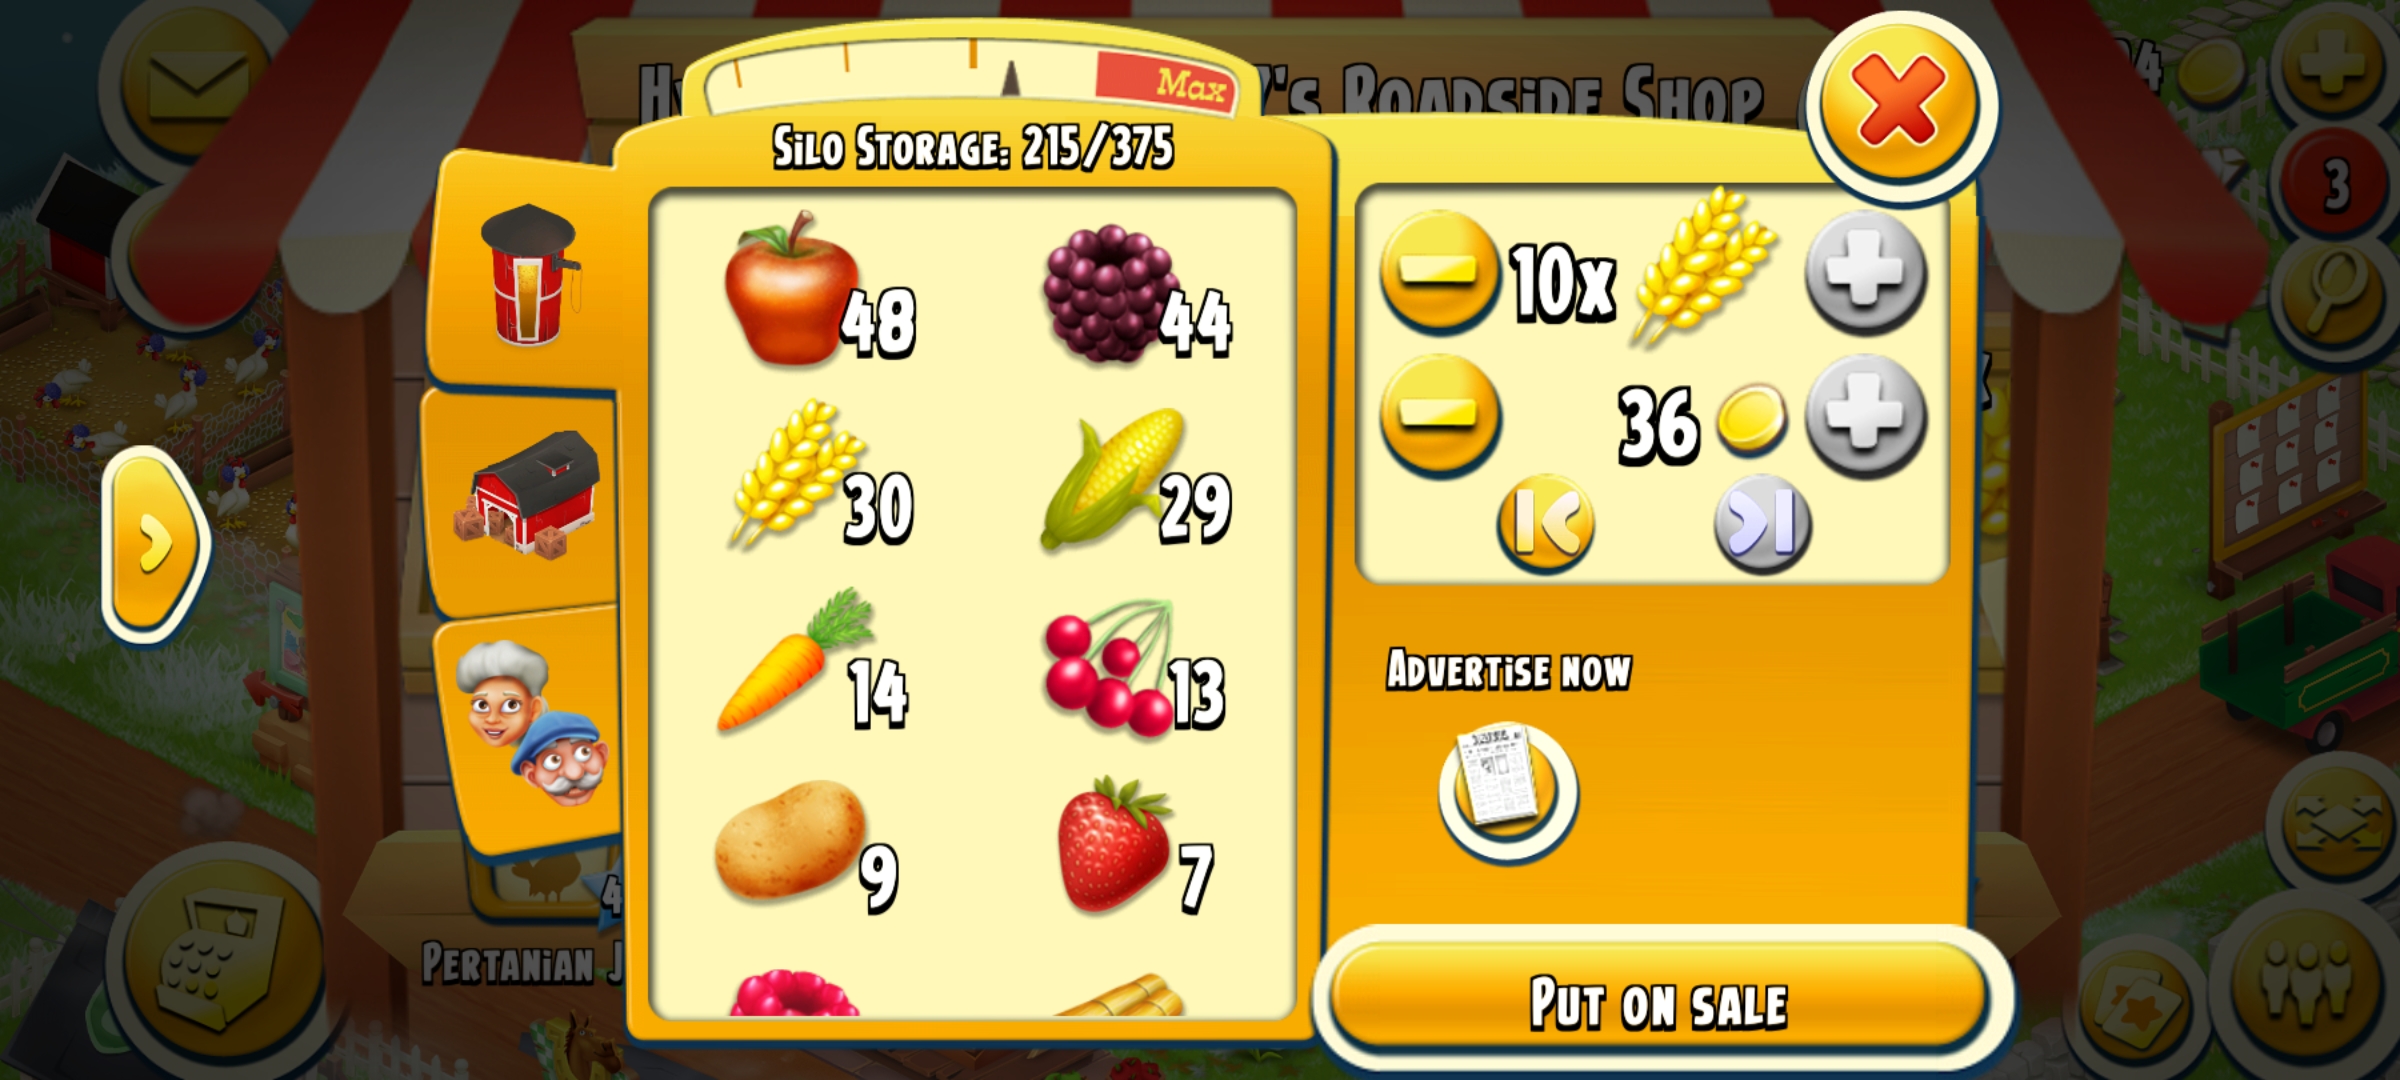 's Roadside Shop
Max
Silo Storage: 215/375
3
48
44
10x
36
30
29
14
13
Advertise now
9
7
Pertanian
Put on sale